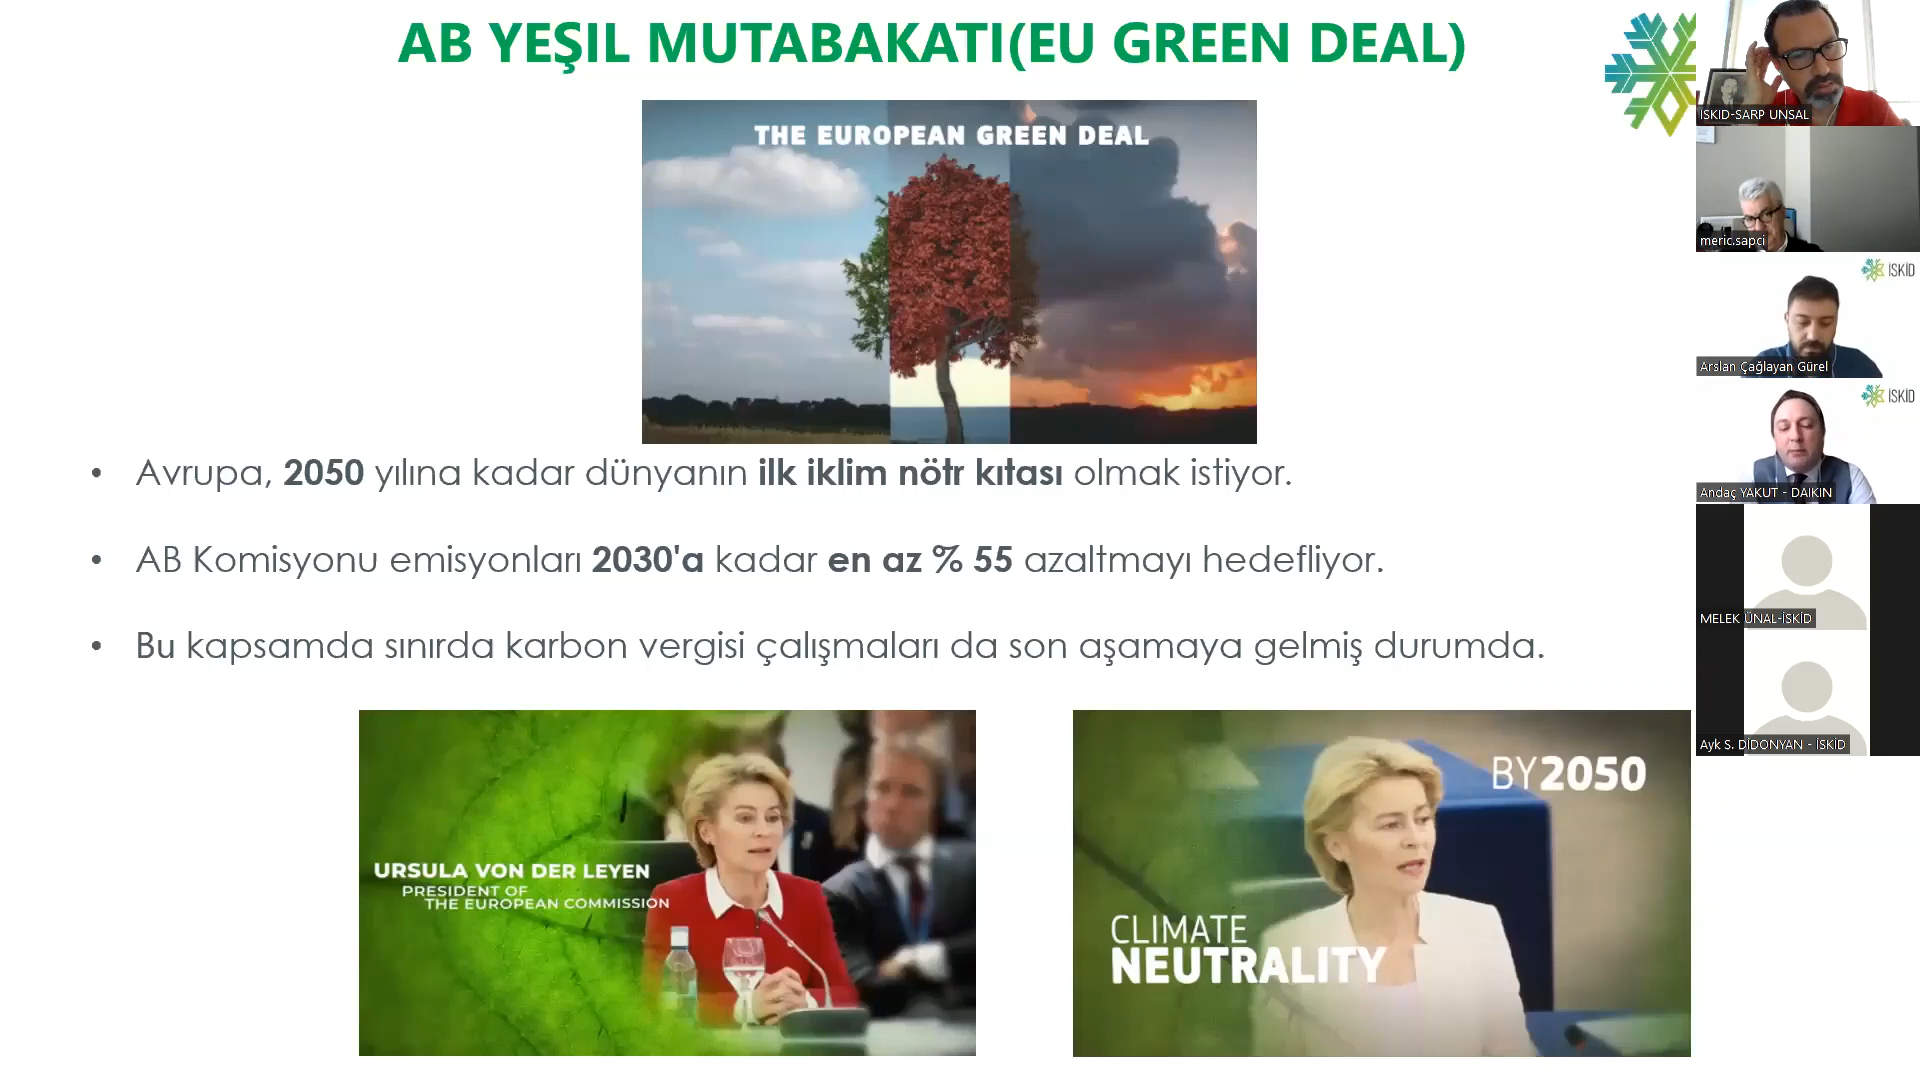 AB YEŞIL MUTABAKATI(EU GREEN DEAL)
THE EUROPEAN GREEN DEAL
• Avrupa, 2050 yılına kadar dünyanın ilk iklim nötr kıtası olmak istiyor.
• AB Komisyonu emisyonları 2030'a kadar en az % 55 azaltmayı hedefliyor.
• Bu kapsamda sınırda karbon vergisi çalışmaları da son aşamaya gelmiş durumda.
URSULA VON DER LEYEN
PRESIDENT OF
THE EUROPEAN COMMISSION
BY2050
CLIMATE
NEUTRALITY
ISKID-SARP UNSAL
meric.sapci
İSKİD
Arslan Çağlayan Gürel
İSKİD
Andaç YAKUT - DAIKIN
MELEK ÜNAL-İSKİD
Ayk S. DİDONYAN - İSKİD